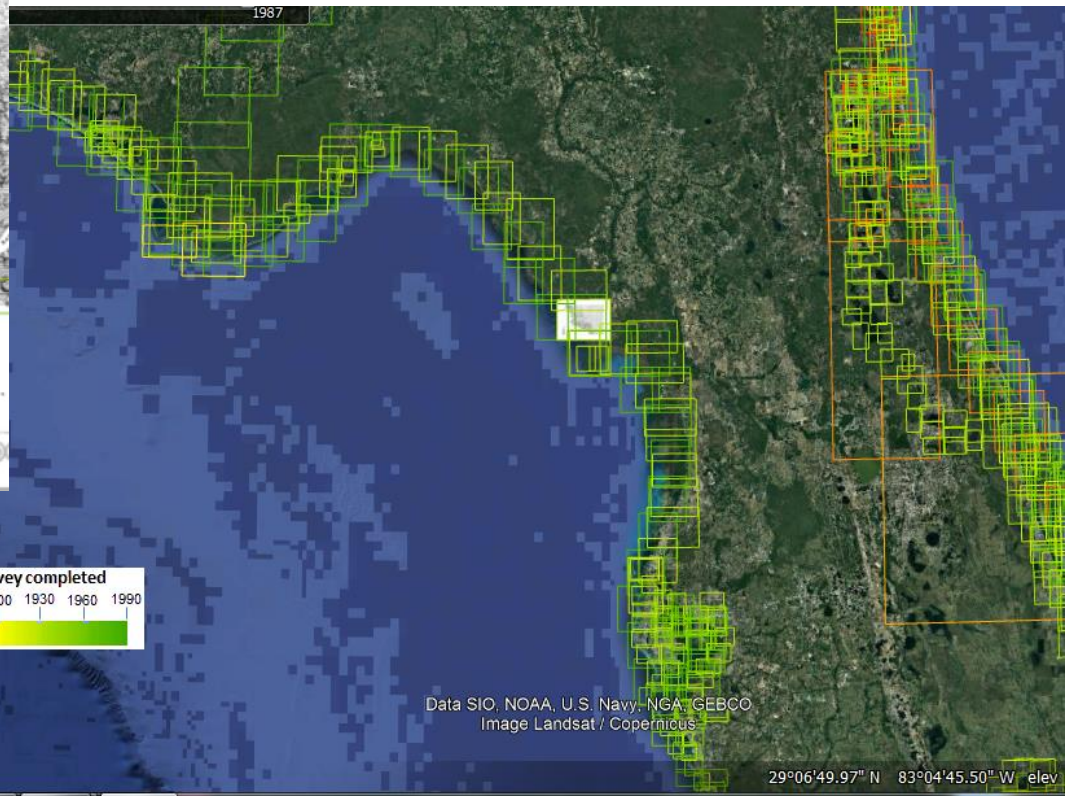 1987
vey completed
00 1930 1960 1990
Data SIO, NOAA, U.S. Navy, NGA, GEBCO
Image Landsat / Copernicus
29°06'49.97" N 83°04'45.50" W elev